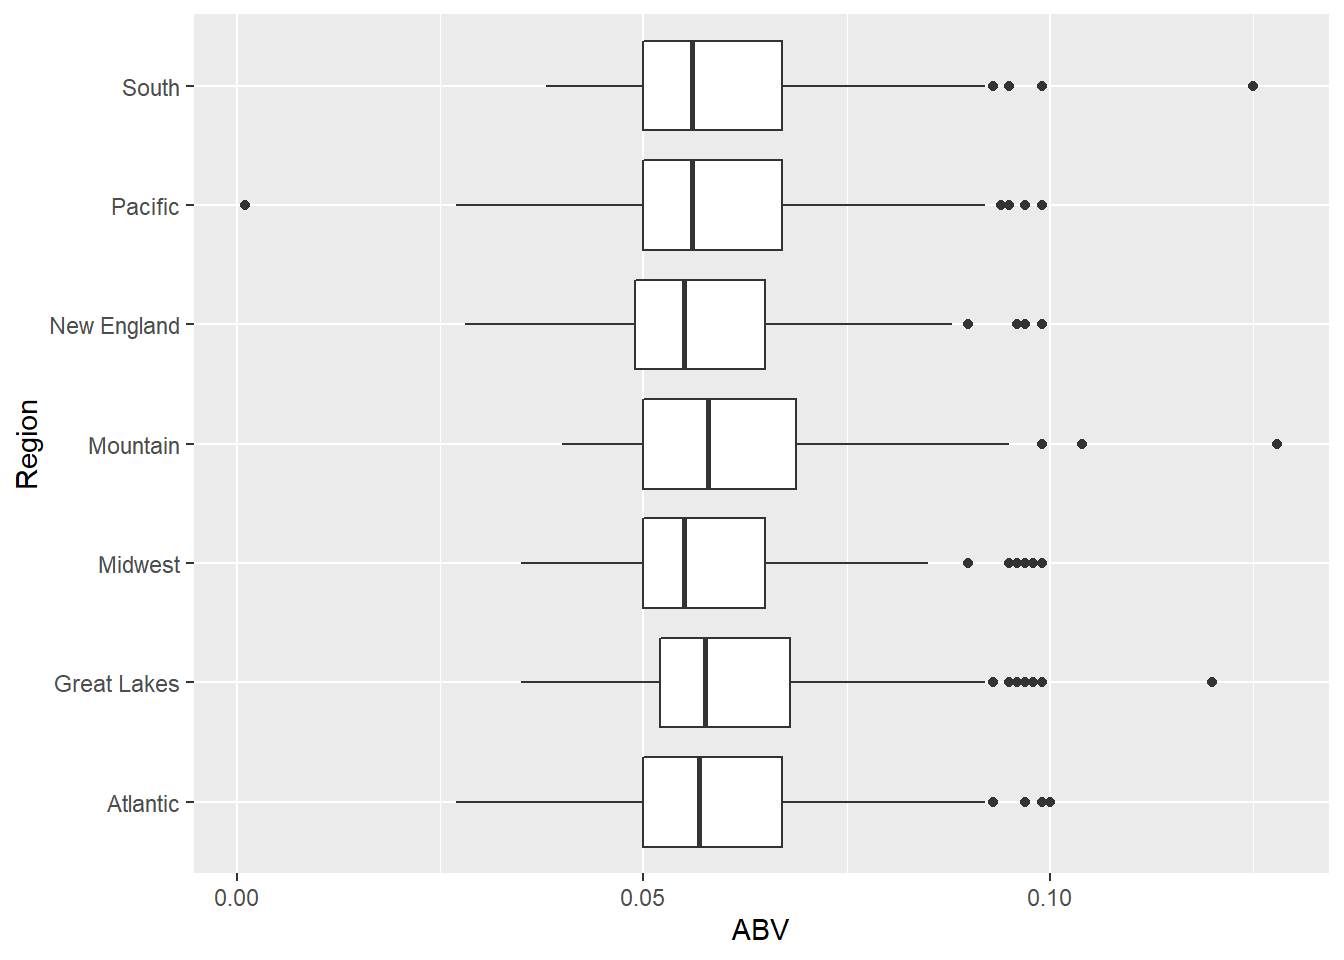 South
Pacific
New England
Mountain
Midwest
Great Lakes
Atlantic
Region
0.00
0.05
0.10
ABV